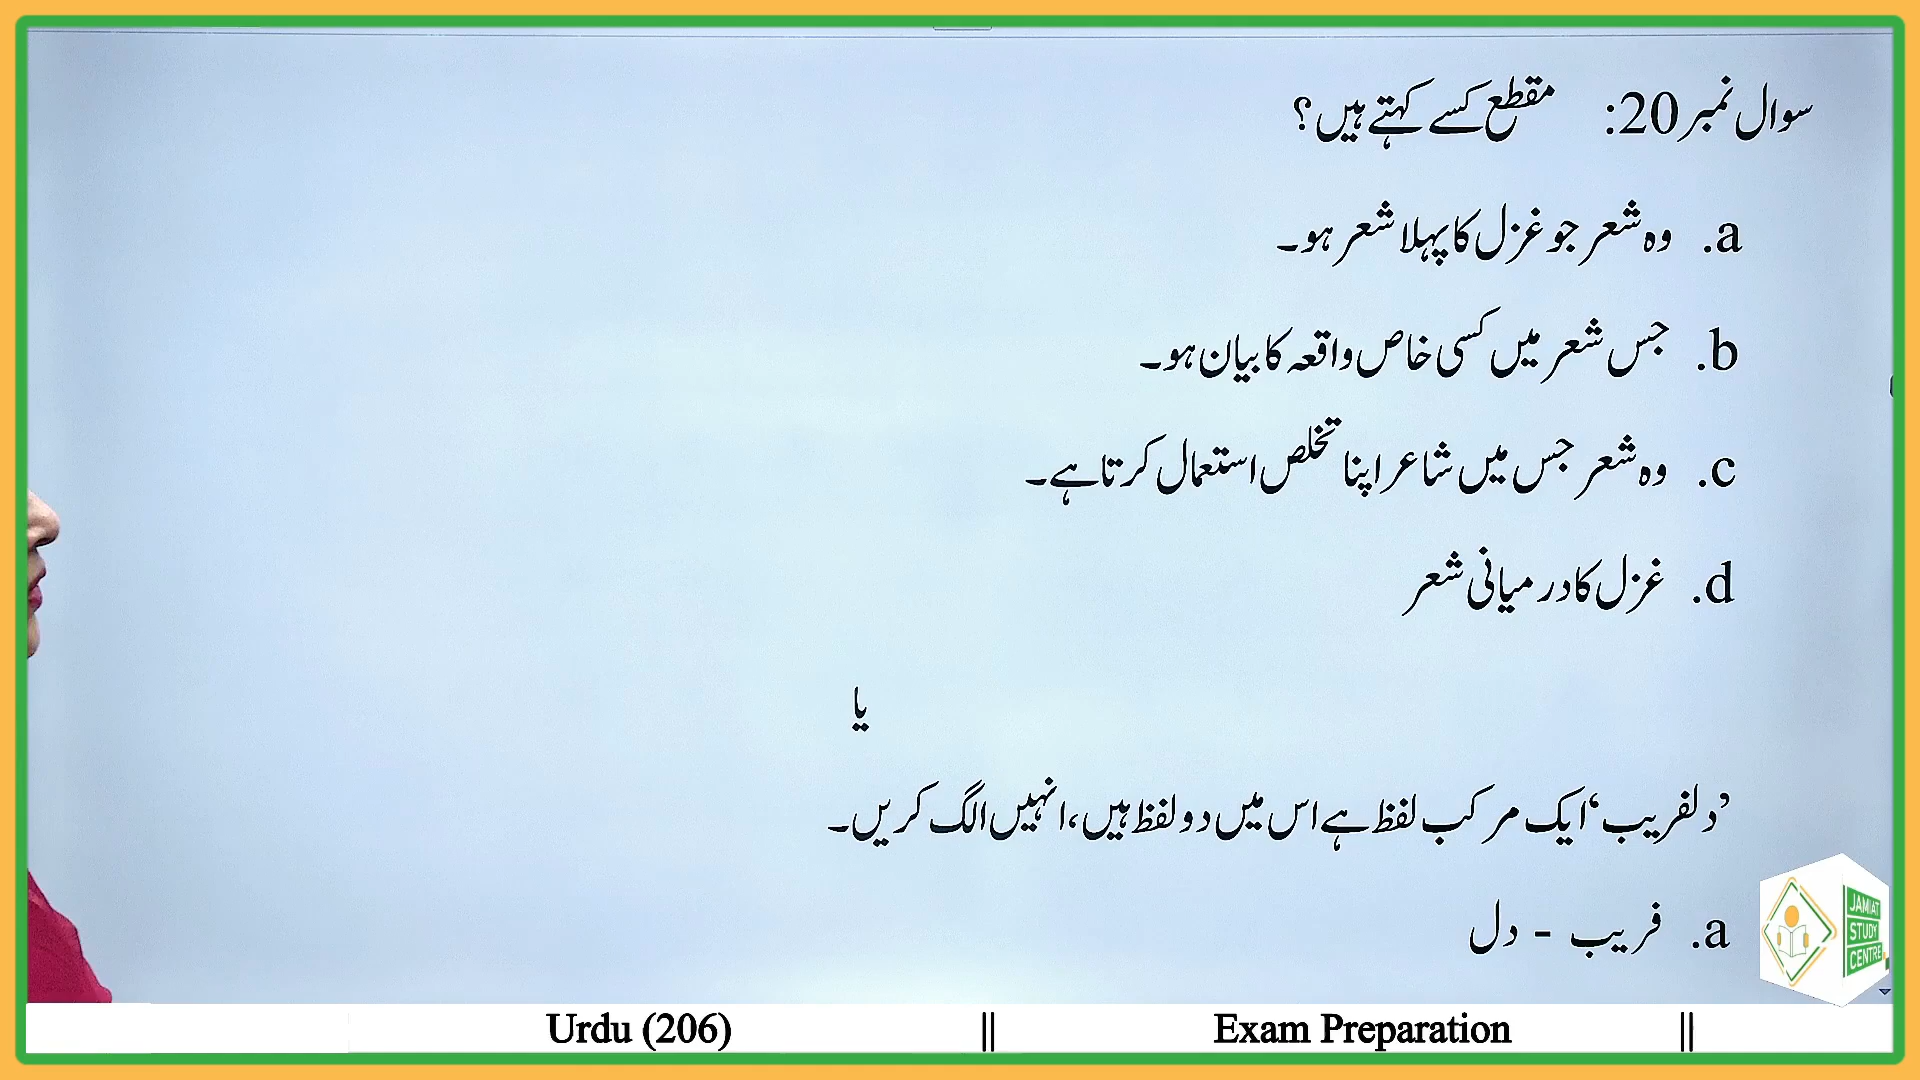 سوال نمبر 20: مقطع کسے کہتے ہیں؟
a. وہ شعر جو غزل کا پہلا شعر ہو۔
b. جس شعر میں کسی خاص واقعہ کا بیان ہو۔
c. وہ شعر جس میں شاعر اپنا تخلص استعمال کرتا ہے۔
d. غزل کا درمیانی شعر
یا
’دلفریب‘ ایک مرکب لفظ ہے اس میں دو لفظ ہیں، انہیں الگ کریں۔
a. فریب - دل
JAMIAT
STUDY
CENTRE
Urdu (206) || Exam Preparation ||